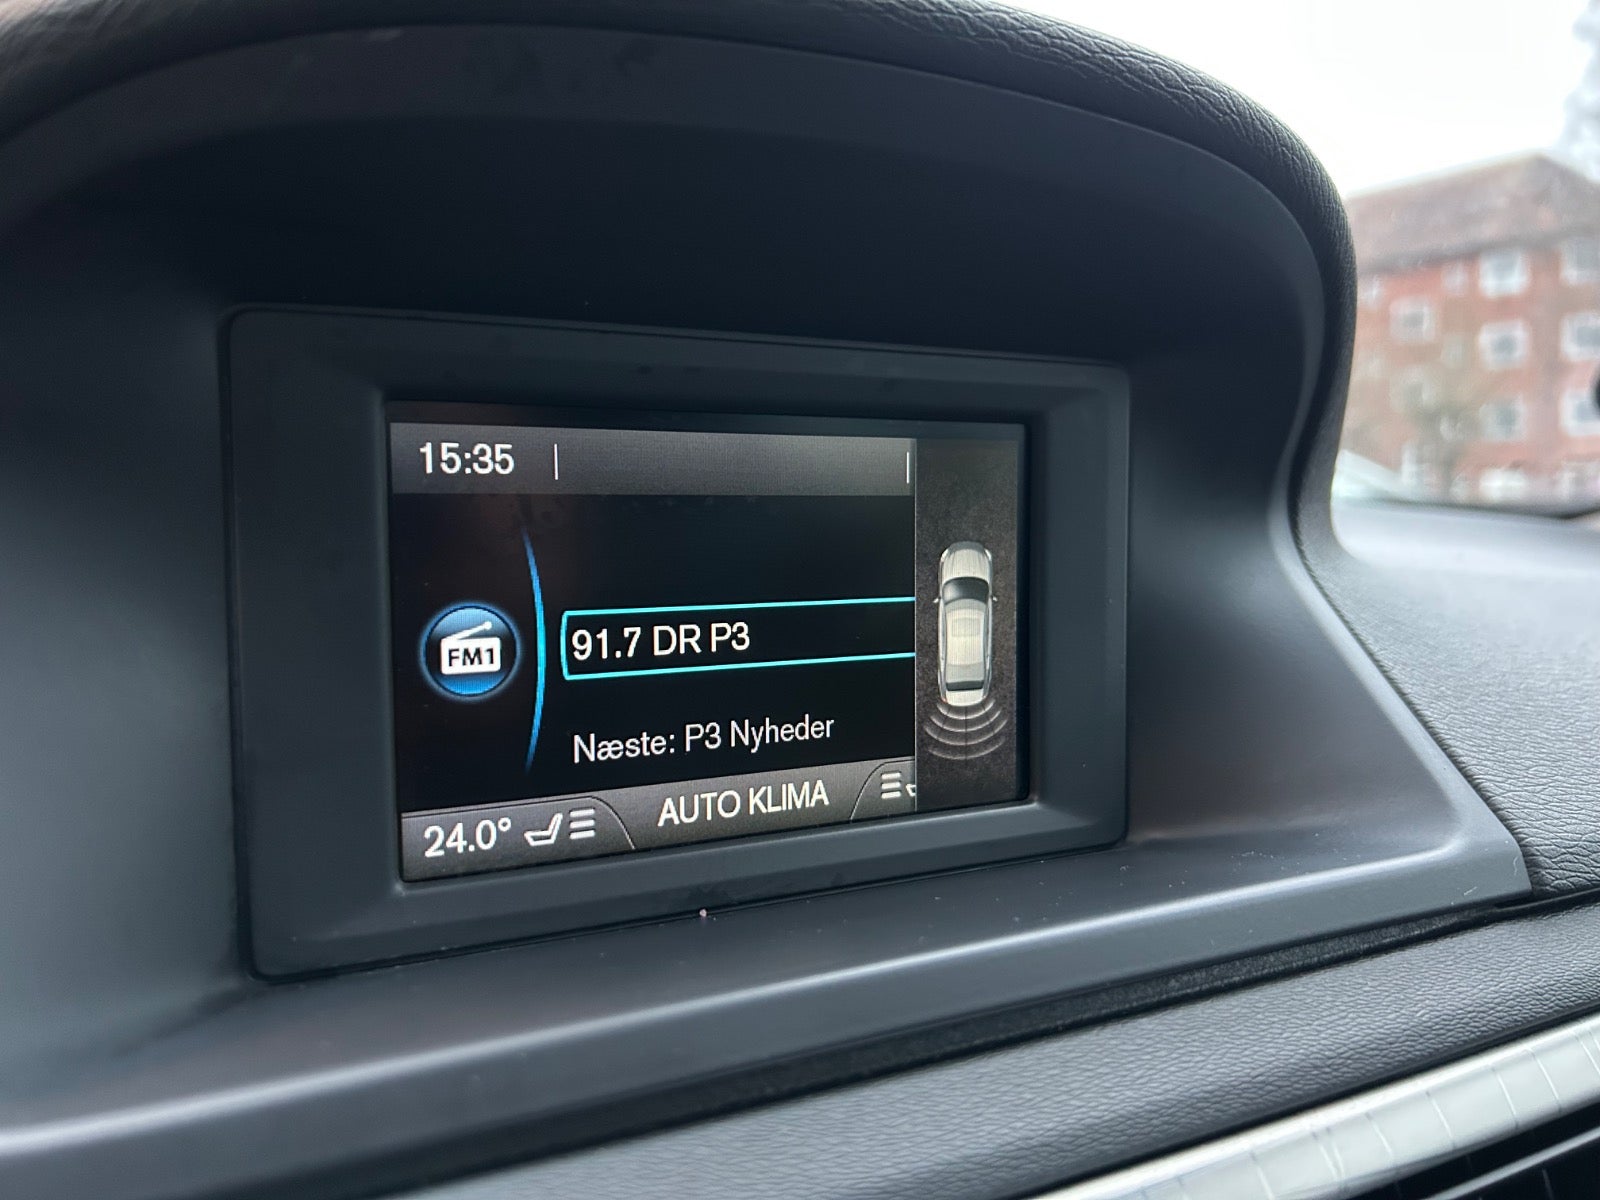 15:35
FM1
91.7 DR P3
Næste: P3 Nyheder
24.0°
AUTO KLIMA